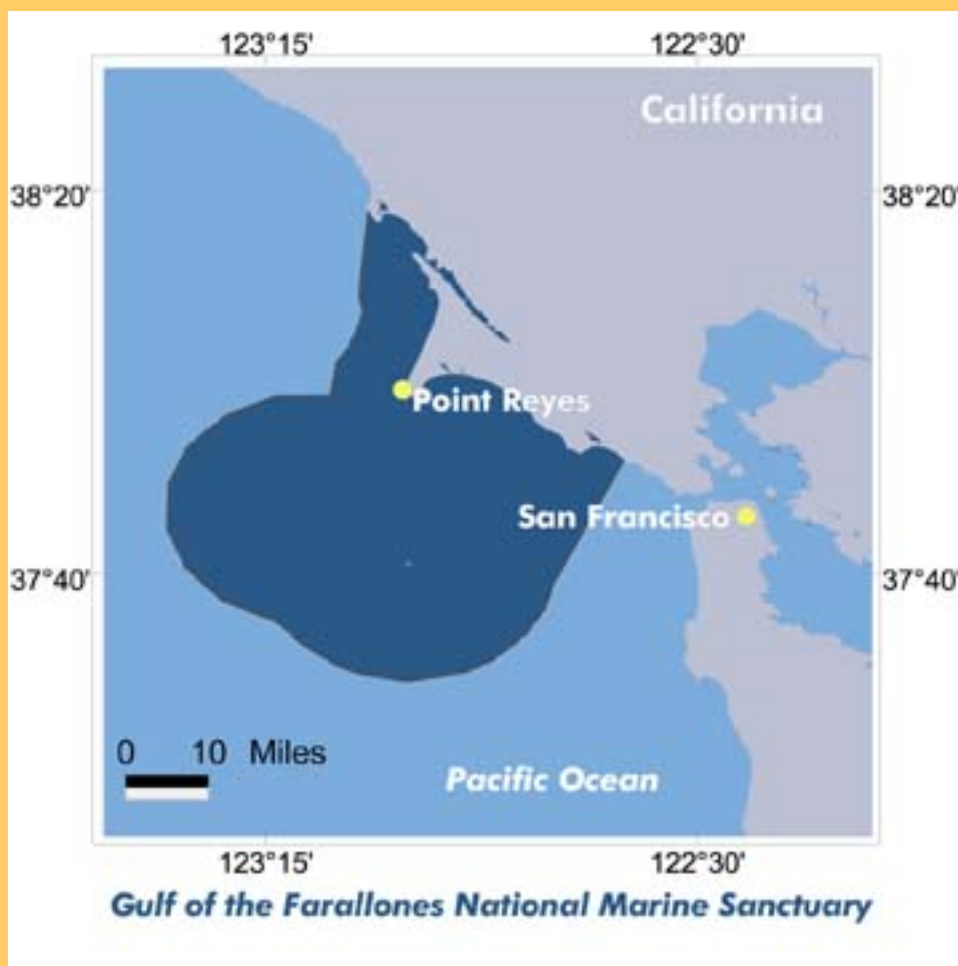 123°15' 122°30'
California
38°20' 38°20'
Point Reyes
San Francisco
37°40' 37°40'
0 10 Miles
Pacific Ocean
123°15' 122°30'
Gulf of the Farallones National Marine Sanctuary